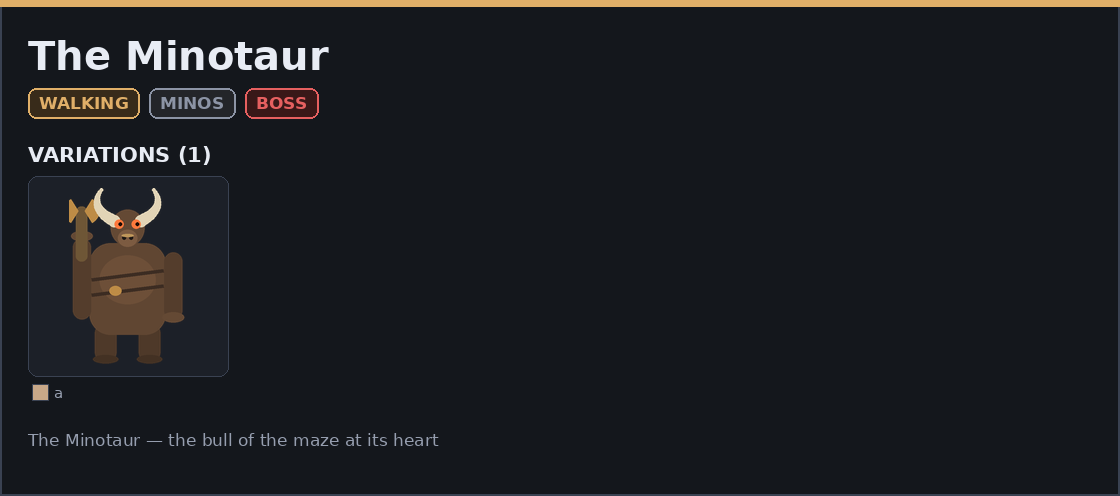 The Minotaur
WALKING MINOS BOSS
VARIATIONS (1)
a
The Minotaur — the bull of the maze at its heart